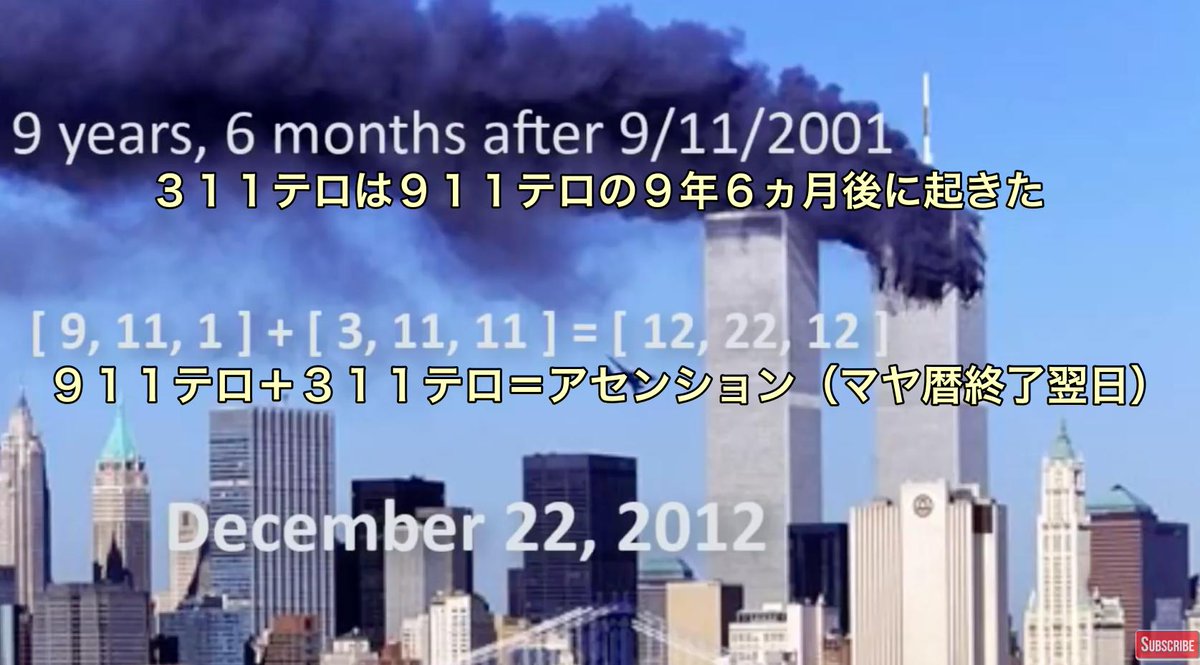 9 years, 6 months after 9/11/2001
３１１テロは９１１テロの９年６ヵ月後に起きた
[ 9, 11, 1 ] + [ 3, 11, 11 ] = [ 12, 22, 12 ]
９１１テロ＋３１１テロ＝アセンション（マヤ暦終了翌日）
December 22, 2012
SUBSCRIBE